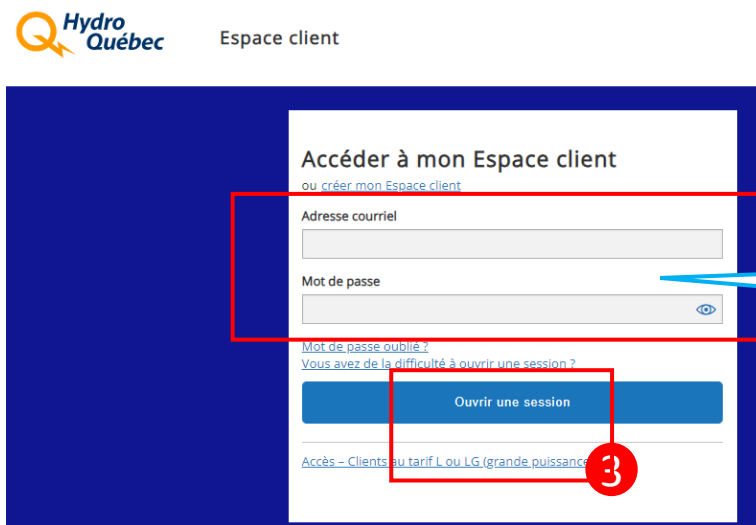 Hydro
Québec
Espace client
Accéder à mon Espace client
ou créer mon Espace client
Adresse courriel
Mot de passe
Mot de passe oublié ?
Vous avez de la difficulté à ouvrir une session ?
Ouvrir une session
Accès – Clients au tarif L ou LG (grande puissance
3